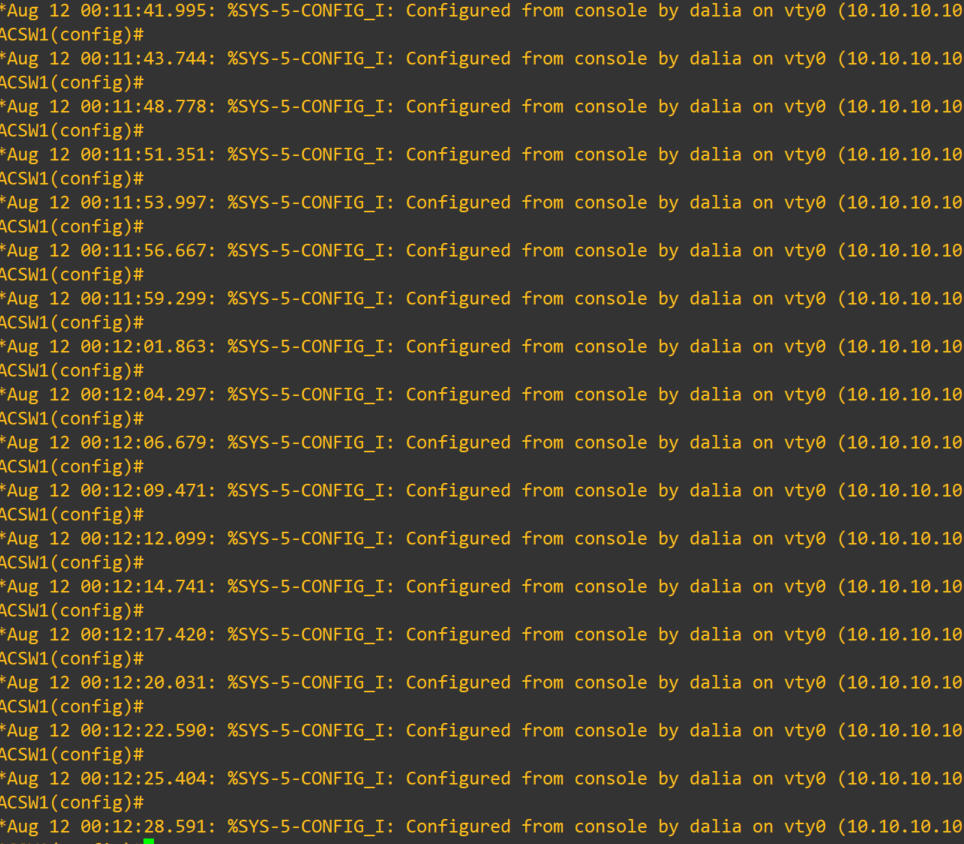 *Aug 12 00:11:41.995: %SYS-5-CONFIG_I: Configured from console by dalia on vty0 (10.10.10.10
ACSW1(config)#
*Aug 12 00:11:43.744: %SYS-5-CONFIG_I: Configured from console by dalia on vty0 (10.10.10.10
ACSW1(config)#
*Aug 12 00:11:48.778: %SYS-5-CONFIG_I: Configured from console by dalia on vty0 (10.10.10.10
ACSW1(config)#
*Aug 12 00:11:51.351: %SYS-5-CONFIG_I: Configured from console by dalia on vty0 (10.10.10.10
ACSW1(config)#
*Aug 12 00:11:53.997: %SYS-5-CONFIG_I: Configured from console by dalia on vty0 (10.10.10.10
ACSW1(config)#
*Aug 12 00:11:56.667: %SYS-5-CONFIG_I: Configured from console by dalia on vty0 (10.10.10.10
ACSW1(config)#
*Aug 12 00:11:59.299: %SYS-5-CONFIG_I: Configured from console by dalia on vty0 (10.10.10.10
ACSW1(config)#
*Aug 12 00:12:01.863: %SYS-5-CONFIG_I: Configured from console by dalia on vty0 (10.10.10.10
ACSW1(config)#
*Aug 12 00:12:04.297: %SYS-5-CONFIG_I: Configured from console by dalia on vty0 (10.10.10.10
ACSW1(config)#
*Aug 12 00:12:06.679: %SYS-5-CONFIG_I: Configured from console by dalia on vty0 (10.10.10.10
ACSW1(config)#
*Aug 12 00:12:09.471: %SYS-5-CONFIG_I: Configured from console by dalia on vty0 (10.10.10.10
ACSW1(config)#
*Aug 12 00:12:12.099: %SYS-5-CONFIG_I: Configured from console by dalia on vty0 (10.10.10.10
ACSW1(config)#
*Aug 12 00:12:14.741: %SYS-5-CONFIG_I: Configured from console by dalia on vty0 (10.10.10.10
ACSW1(config)#
*Aug 12 00:12:17.420: %SYS-5-CONFIG_I: Configured from console by dalia on vty0 (10.10.10.10
ACSW1(config)#
*Aug 12 00:12:20.031: %SYS-5-CONFIG_I: Configured from console by dalia on vty0 (10.10.10.10
ACSW1(config)#
*Aug 12 00:12:22.590: %SYS-5-CONFIG_I: Configured from console by dalia on vty0 (10.10.10.10
ACSW1(config)#
*Aug 12 00:12:25.404: %SYS-5-CONFIG_I: Configured from console by dalia on vty0 (10.10.10.10
ACSW1(config)#
*Aug 12 00:12:28.591: %SYS-5-CONFIG_I: Configured from console by dalia on vty0 (10.10.10.10